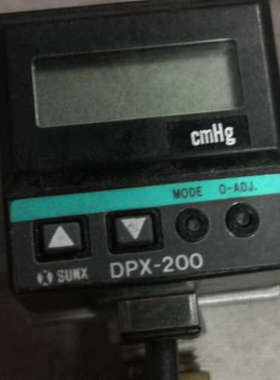 cmHg
MODE 0-ADJ.
SUNX DPX-200